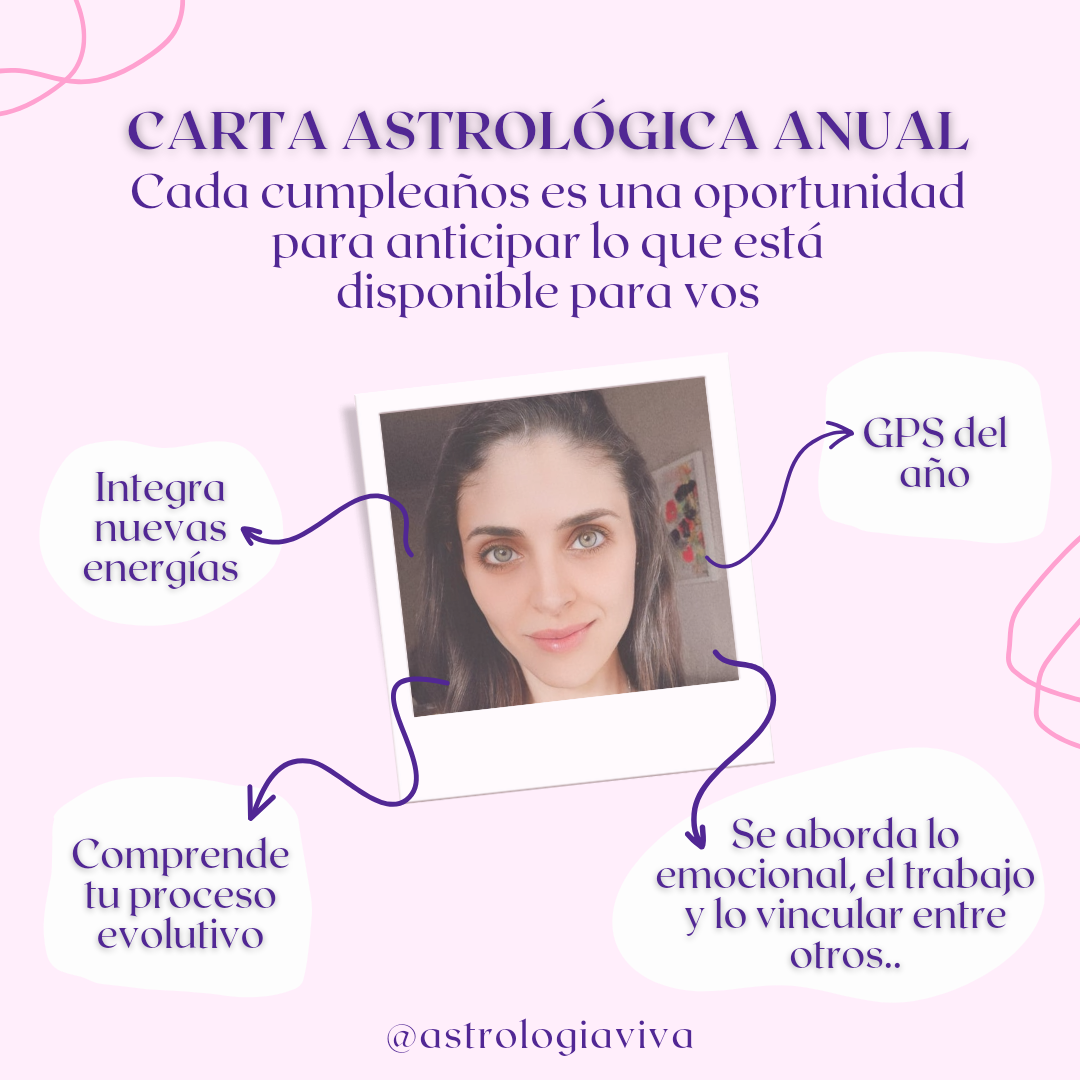 CARTA ASTROLÓGICA ANUAL
Cada cumpleaños es una oportunidad
para anticipar lo que está
disponible para vos
GPS del
año
Integra
nuevas
energías
Comprende
tu proceso
evolutivo
Se aborda lo
emocional, el trabajo
y lo vincular entre
otros..
@astrologiaviva